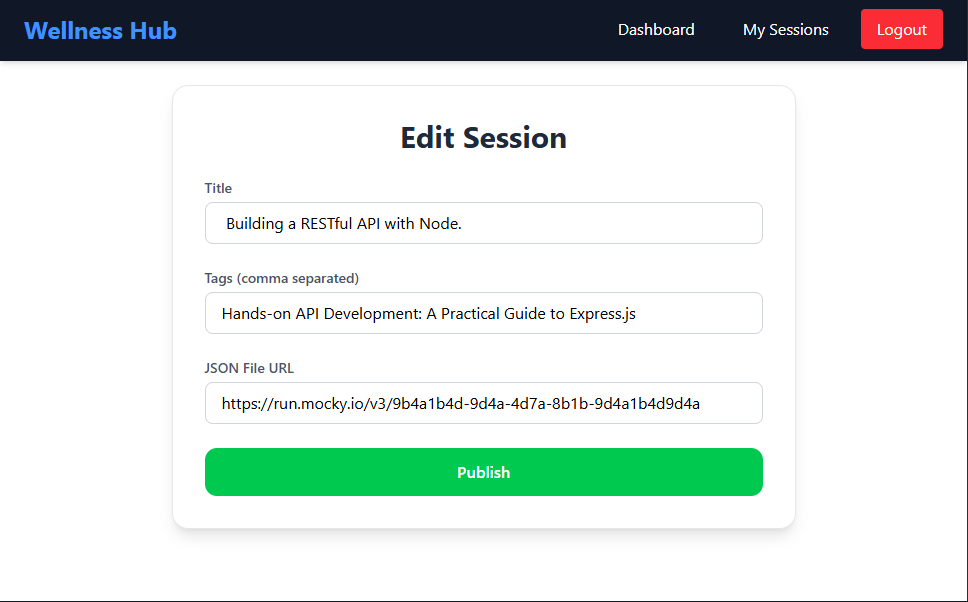 Wellness Hub
Dashboard
My Sessions
Logout
Edit Session
Title
Building a RESTful API with Node.
Tags (comma separated)
Hands-on API Development: A Practical Guide to Express.js
JSON File URL
https://run.mocky.io/v3/9b4a1b4d-9d4a-4d7a-8b1b-9d4a1b4d9d4a
Publish